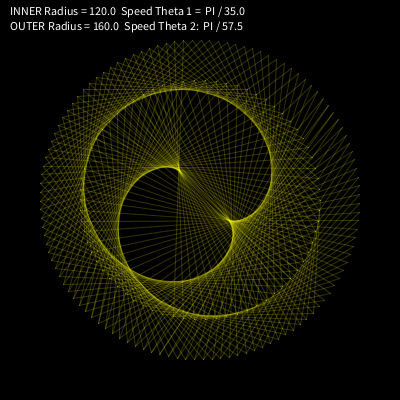 INNER Radius = 120.0  Speed Theta 1 = PI / 35.0
OUTER Radius = 160.0  Speed Theta 2: PI / 57.5